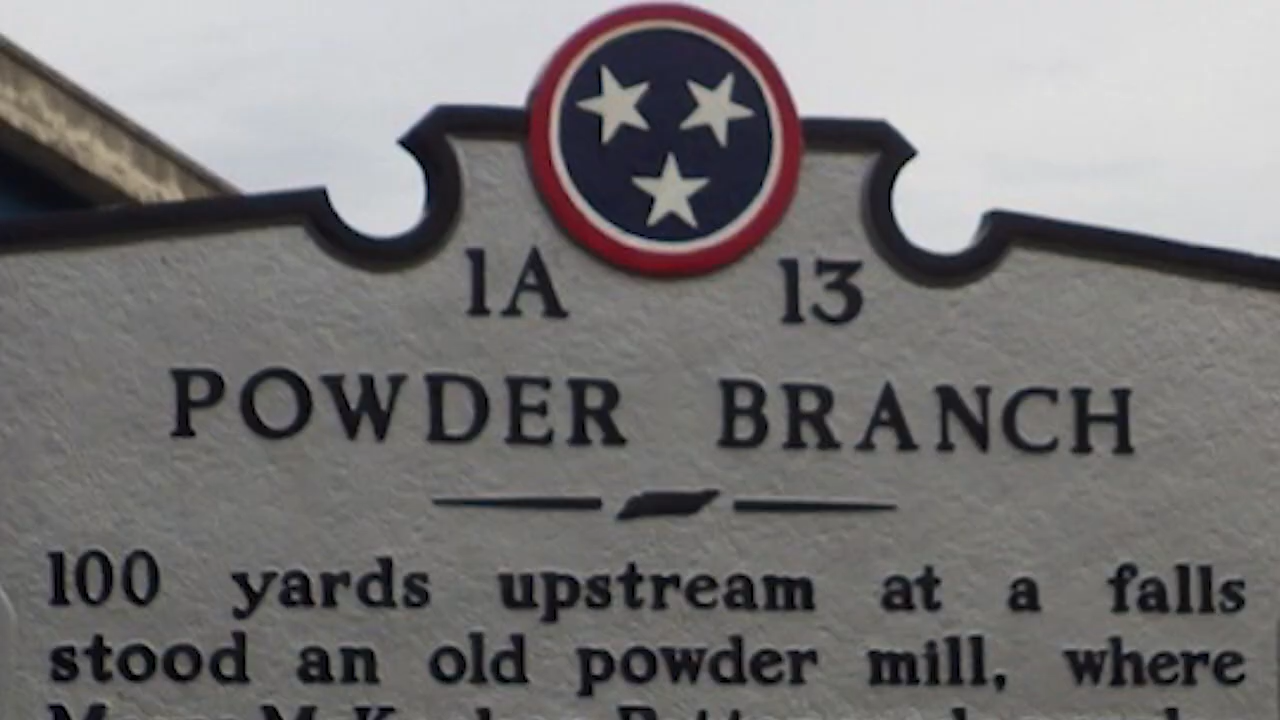 1A 13
POWDER BRANCH
100 yards upstream at a falls
stood an old powder mill, where